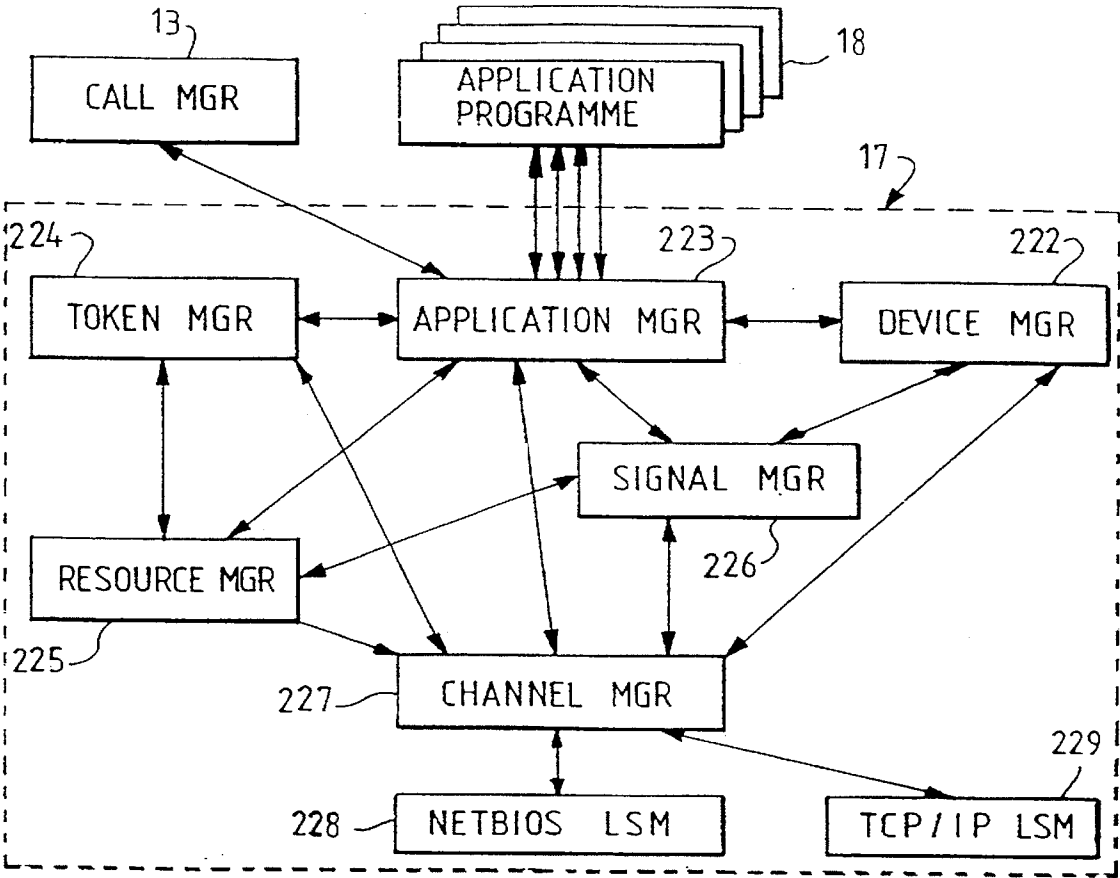 13
CALL MGR
APPLICATION
PROGRAMME
18
17
224
TOKEN MGR
223
APPLICATION MGR
222
DEVICE MGR
SIGNAL MGR
226
RESOURCE MGR
225
227
CHANNEL MGR
228
NETBIOS LSM
229
TCP/IP LSM